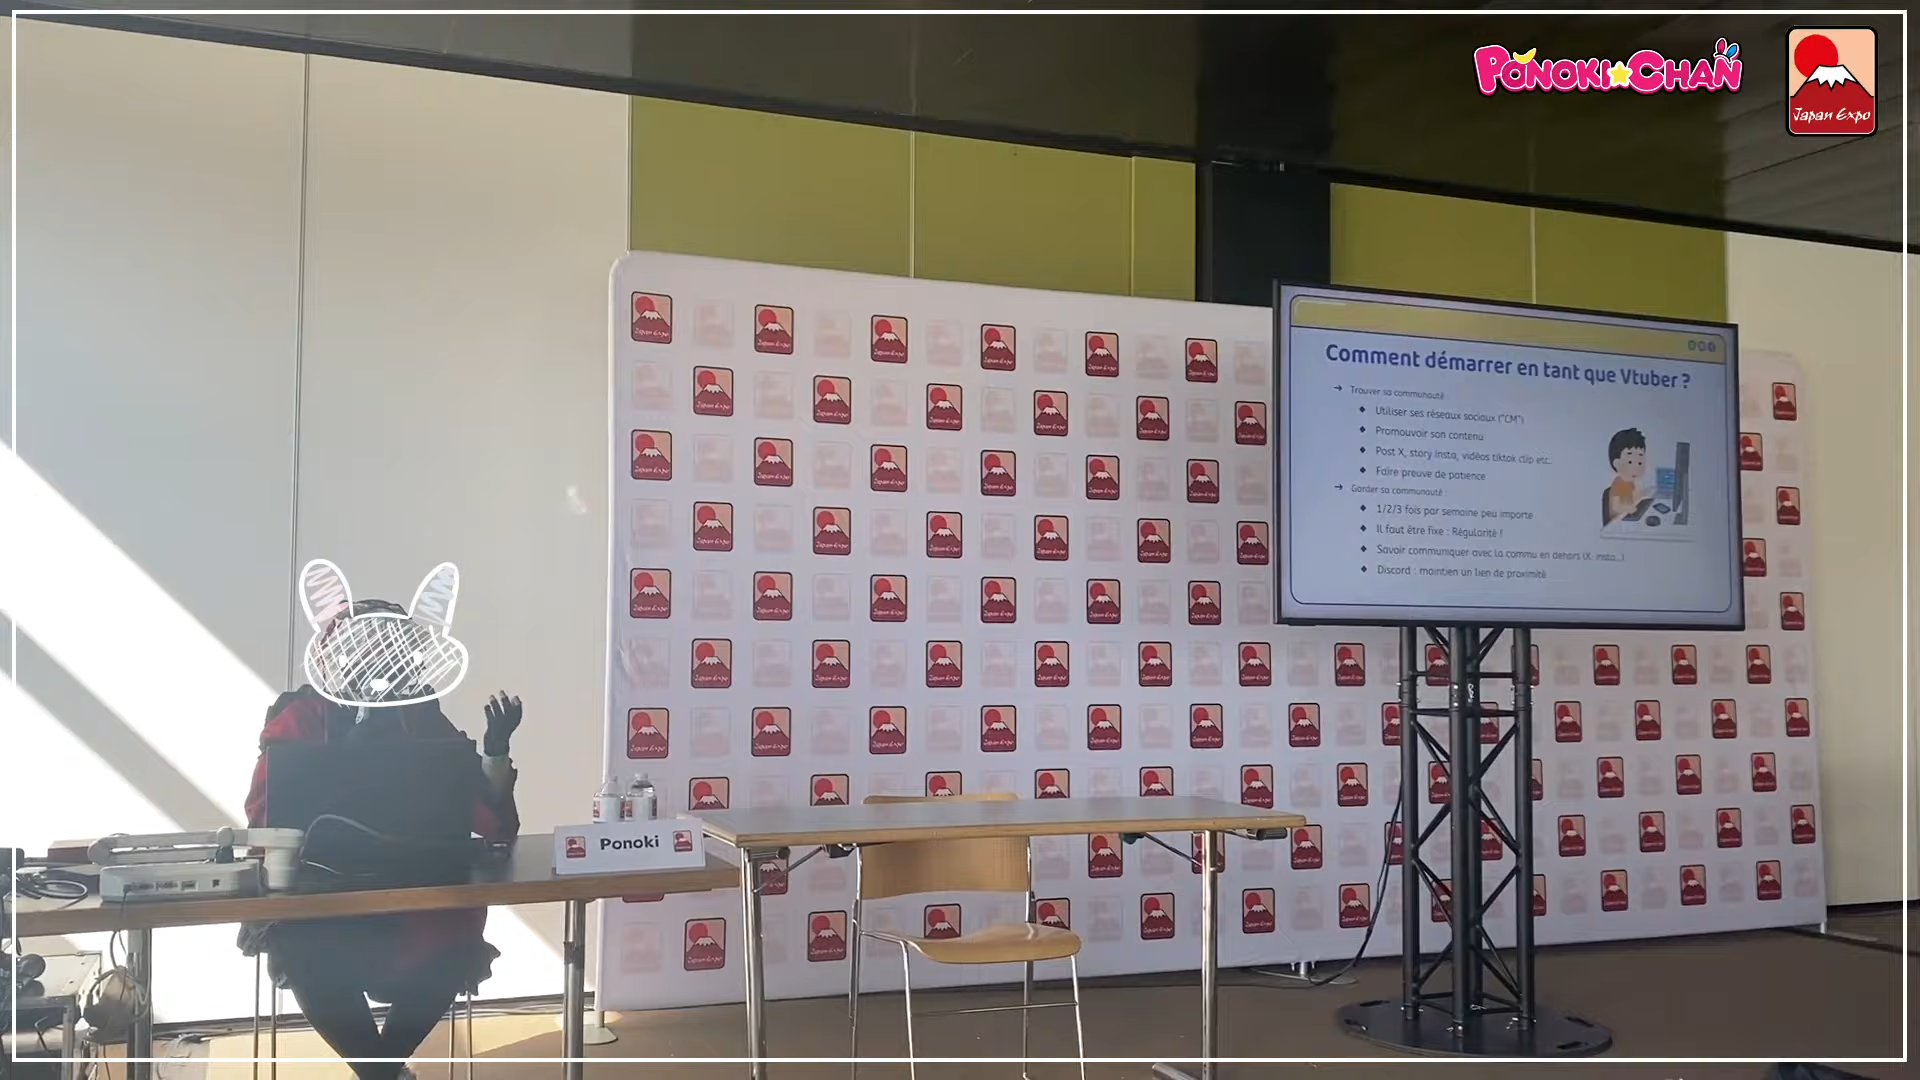 PONOKI CHAN
Japan Expo
Comment démarrer en tant que Vtuber ?
Trouver sa communauté
Utiliser ses réseaux sociaux ("CM")
Promouvoir son contenu
Post X, story insta, vidéos tiktok clip etc..
Faire preuve de patience
Garder sa communauté :
1/2/3 fois par semaine peu importe
Il faut être fixe : Régularité !
Savoir communiquer avec la commu en dehors (X, insta...)
Discord : maintien un lien de proximité
Ponoki